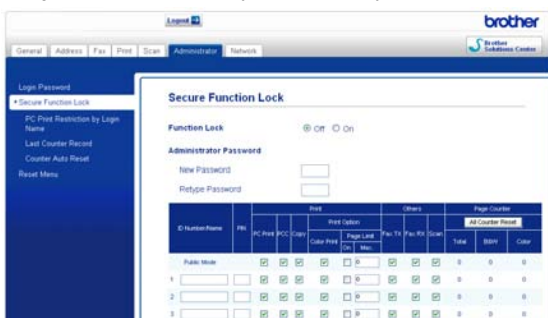 Logout
brother
General Address Fax Print Scan Administrator Network
Brother
Solutions Center
Login Password
Secure Function Lock
PC Print Restriction by Login
Name
Last Counter Record
Counter Auto Reset
Reset Menu
Secure Function Lock
Function Lock Off On
Administrator Password
New Password
Retype Password
Print Others Page Counter
Print Option All Counter Reset
ID Number/Name PIN PC Print PCC Copy Color Print Page Limit Fax TX Fax RX Scan Total B&W Color
On Max.
Public Mode 0 0 0 0
1 0 0 0 0
2 0 0 0 0
3 0 0 0 0